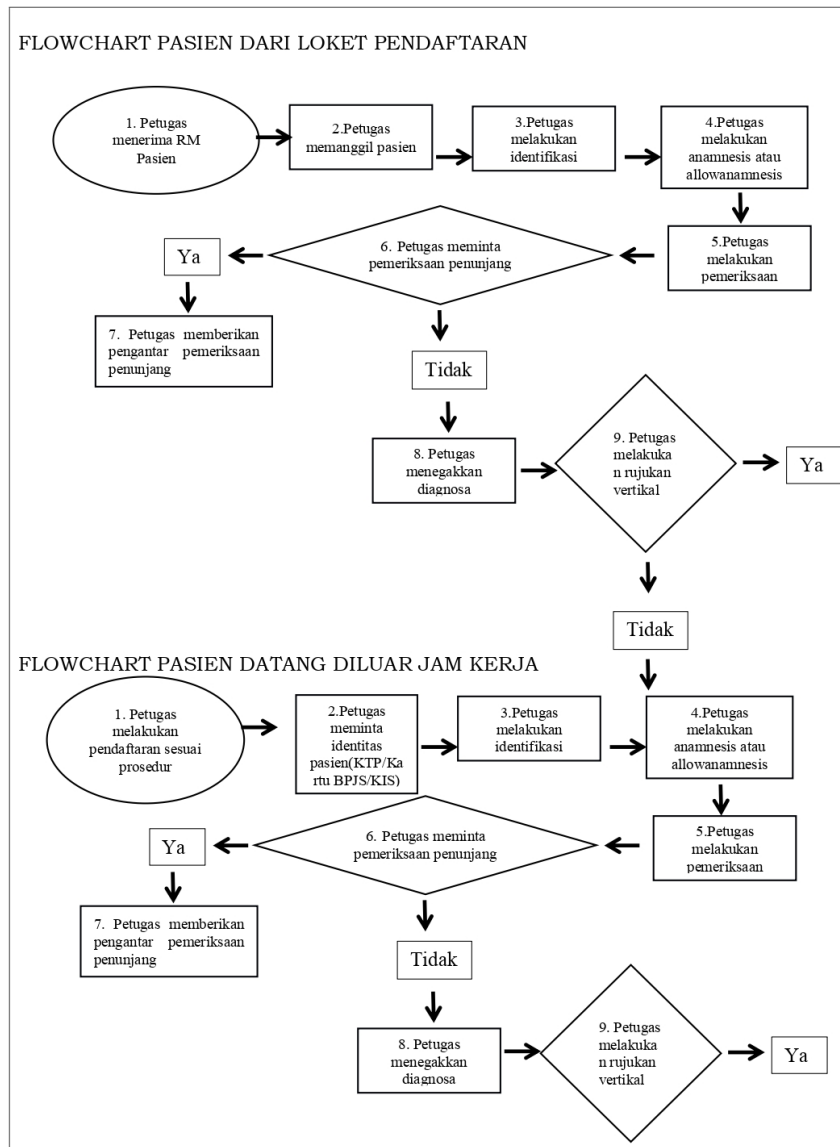 FLOWCHART PASIEN DARI LOKET PENDAFTARAN
1. Petugas
menerima RM
Pasien
2.Petugas
memanggil pasien
3.Petugas
melakukan
identifikasi
4.Petugas
melakukan
anamnesis atau
allowanamnesis
5.Petugas
melakukan
pemeriksaan
6. Petugas meminta
pemeriksaan penunjang
Ya
7. Petugas memberikan
pengantar pemeriksaan
penunjang
Tidak
8. Petugas
menegakkan
diagnosa
9. Petugas
melakuka
n rujukan
vertikal
Ya
Tidak
FLOWCHART PASIEN DATANG DILUAR JAM KERJA
1. Petugas
melakukan
pendaftaran sesuai
prosedur
2.Petugas
meminta
identitas
pasien(KTP/Ka
rtu BPJS/KIS)
3.Petugas
melakukan
identifikasi
4.Petugas
melakukan
anamnesis atau
allowanamnesis
5.Petugas
melakukan
pemeriksaan
6. Petugas meminta
pemeriksaan penunjang
Ya
7. Petugas memberikan
pengantar pemeriksaan
penunjang
Tidak
8. Petugas
menegakkan
diagnosa
9. Petugas
melakuka
n rujukan
vertikal
Ya